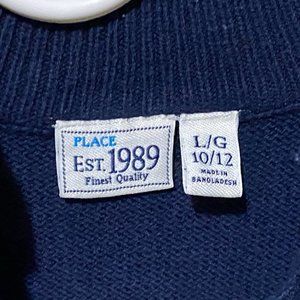 PLACE
EST. 1989
Finest Quality
L/G
10/12
MADE IN
BANGLADESH